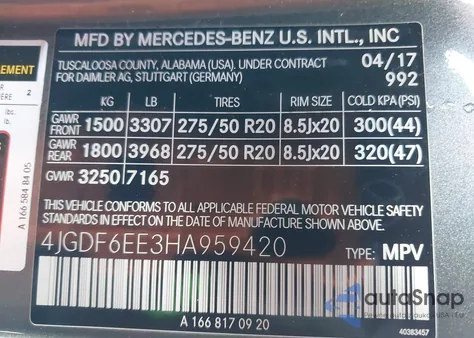 MFD BY MERCEDES-BENZ U.S. INTL., INC
TUSCALOOSA COUNTY, ALABAMA (USA). UNDER CONTRACT 04/17
FOR DAIMLER AG, STUTTGART (GERMANY) 992
KG LB TIRES RIM SIZE COLD KPA (PSI)
GAWR FRONT 1500 3307 275/50 R20 8.5Jx20 300(44)
GAWR REAR 1800 3968 275/50 R20 8.5Jx20 320(47)
GVWR 3250 7165
THIS VEHICLE CONFORMS TO ALL APPLICABLE FEDERAL MOTOR VEHICLE SAFETY
STANDARDS IN EFFECT ON THE DATE OF MANUFACTURE SHOWN ABOVE.
4JGDF6EE3HA959420 TYPE: MPV
A 166 817 09 20
40383457
LEMENT
2
lbs.
A 166 584 84 05
autoSnap